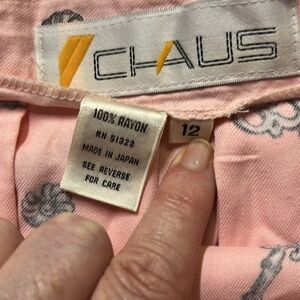 CHAUS
100% RAYON
RN 51323
MADE IN JAPAN
SEE REVERSE
FOR CARE
12